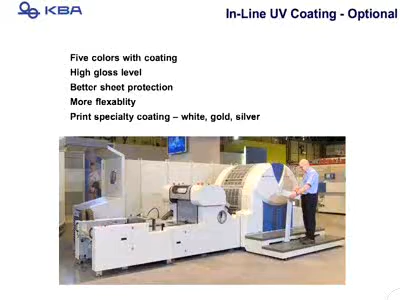 KBA
In-Line UV Coating - Optional
Five colors with coating
High gloss level
Better sheet protection
More flexablity
Print specialty coating – white, gold, silver